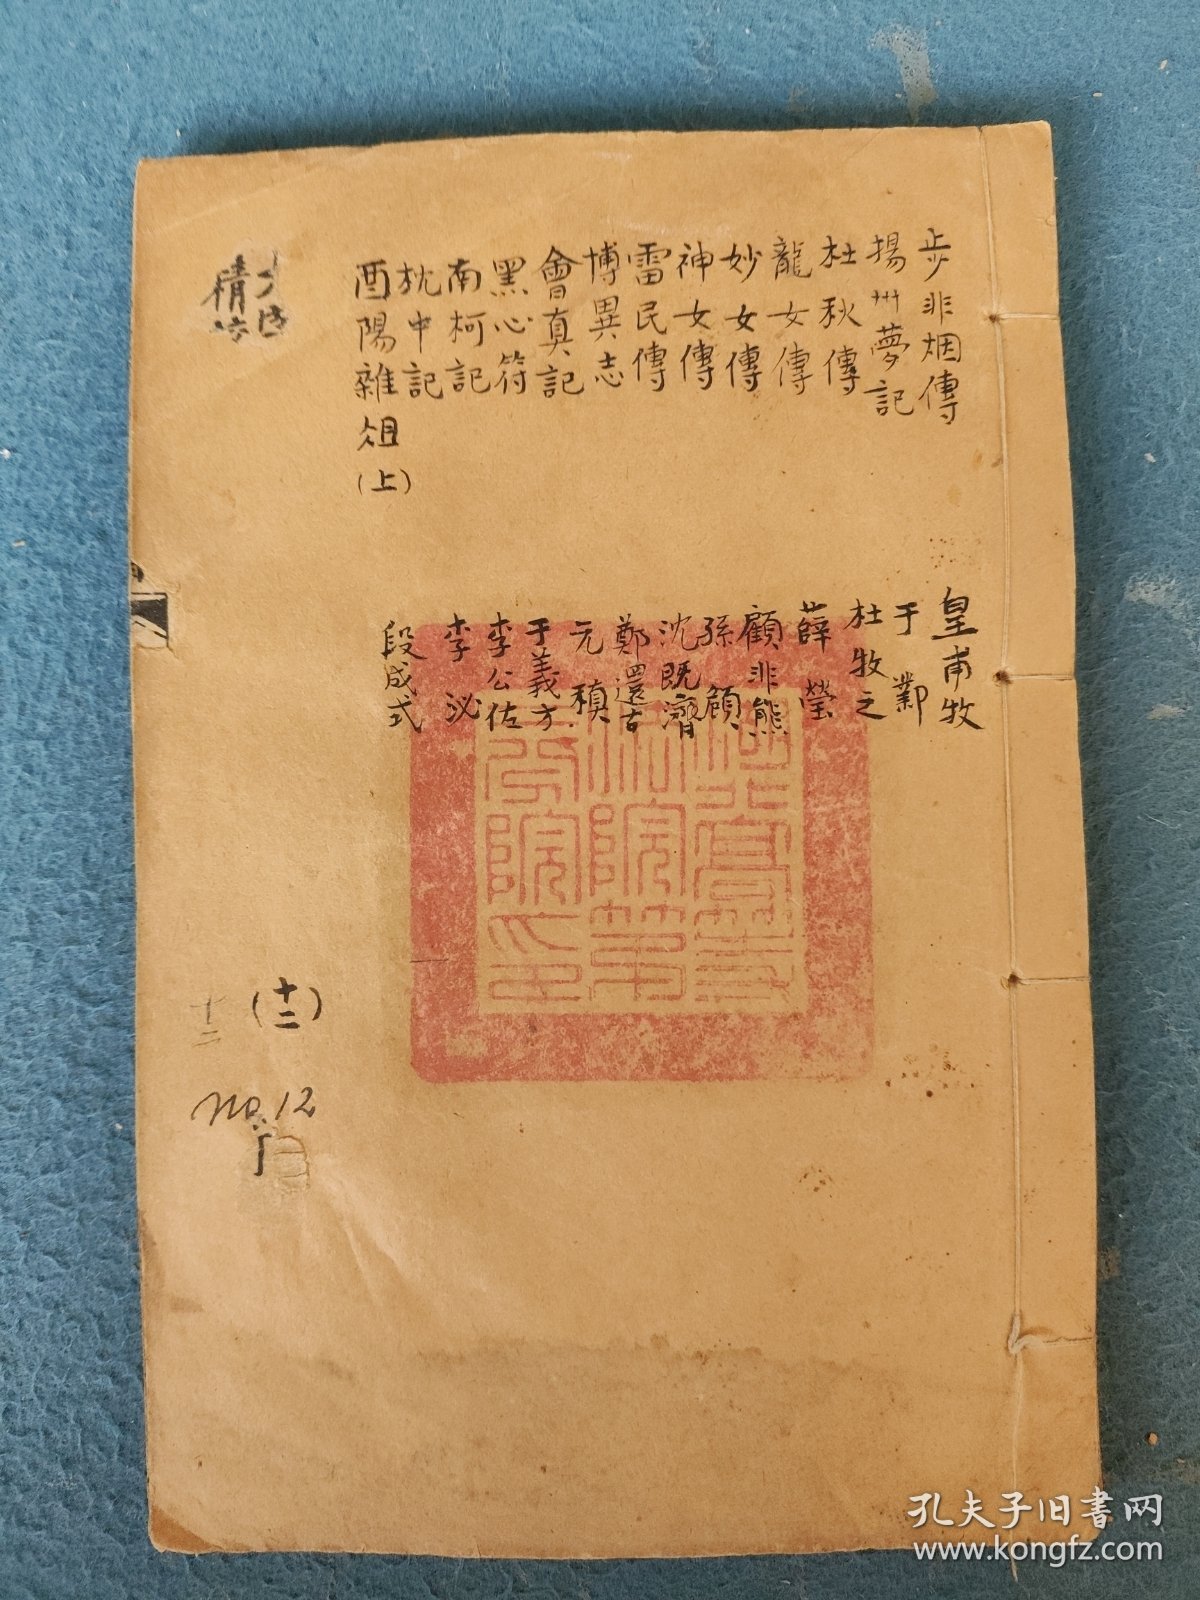 步非烟傳
揚州夢記
杜秋傳
龍女傳
妙女傳
神女傳
雷民傳
博異志
會真記
黑心符
南柯記
枕中記
酉陽雜俎
(上)
皇甫牧
于鄴
杜牧之
薛瑩
顧非熊
孫頠
沈既濟
鄭還古
元稹
于義方
李公佐
李泌
段成式
(十二)
十二
No.12
孔夫子旧书网
www.kongfz.com